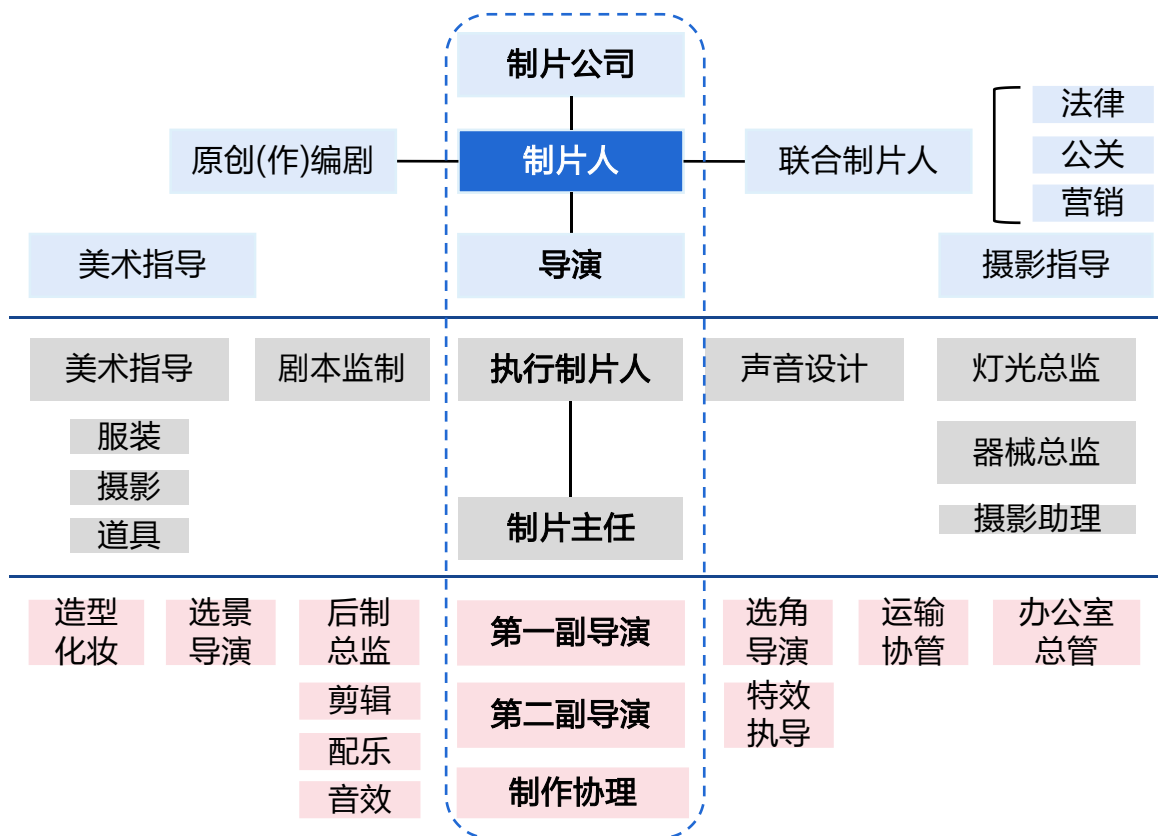 制片公司
法律
原创(作)编剧
制片人
联合制片人
公关
营销
美术指导
导演
摄影指导
美术指导
剧本监制
执行制片人
声音设计
灯光总监
服装
摄影
道具
器械总监
制片主任
摄影助理
造型
化妆
选景
导演
后制
总监
第一副导演
选角
导演
运输
协管
办公室
总管
剪辑
配乐
音效
第二副导演
特效
执导
制作协理